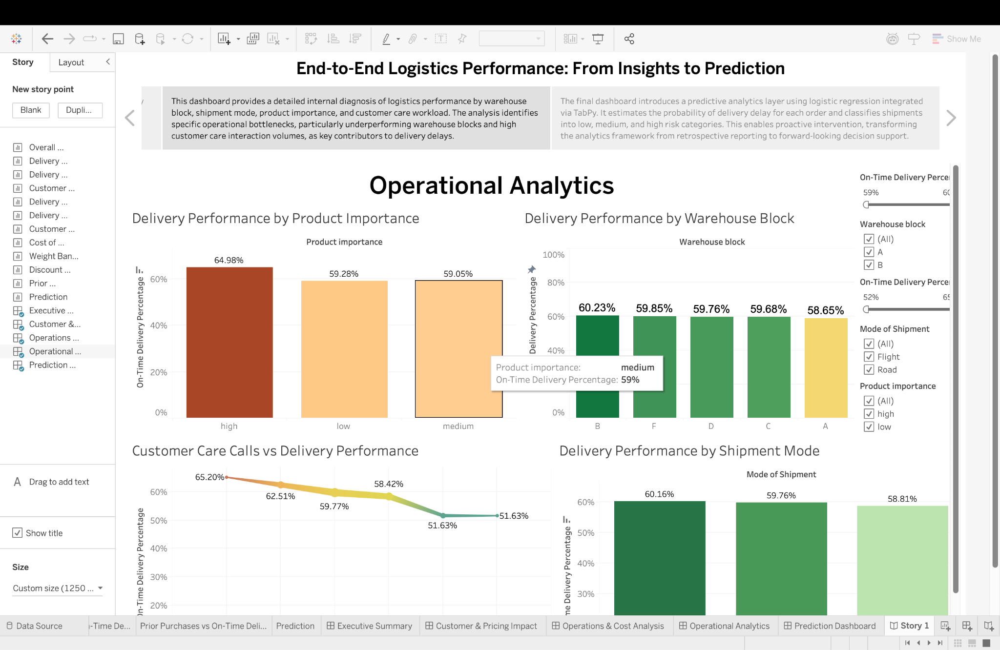 Show Me
Story
Layout
New story point
Blank
Dupli...
Overall ...
Delivery ...
Delivery ...
Customer ...
Delivery ...
Delivery ...
Customer ...
Cost of ...
Weight Ban...
Discount ...
Prior ...
Prediction
Executive ...
Customer &...
Operations ...
Operational ...
Prediction ...
A Drag to add text
Show title
Size
Custom size (1250 ...
End-to-End Logistics Performance: From Insights to Prediction
This dashboard provides a detailed internal diagnosis of logistics performance by warehouse
block, shipment mode, product importance, and customer care workload. The analysis identifies
specific operational bottlenecks, particularly underperforming warehouse blocks and high
customer care interaction volumes, as key contributors to delivery delays.
The final dashboard introduces a predictive analytics layer using logistic regression integrated
via TabPy. It estimates the probability of delivery delay for each order and classifies shipments
into low, medium, and high risk categories. This enables proactive intervention, transforming
the analytics framework from retrospective reporting to forward-looking decision support.
Operational Analytics
Delivery Performance by Product Importance
Product importance
On-Time Delivery Percentage
60%
40%
20%
0%
64.98%
59.28%
59.05%
high
low
medium
Delivery Performance by Warehouse Block
Warehouse block
Delivery Percentage
100%
80%
60%
40%
0%
60.23%
59.85%
59.76%
59.68%
58.65%
B
F
D
C
A
Product importance: medium
On-Time Delivery Percentage: 59%
On-Time Delivery Percer
59%
60
Warehouse block
(All)
A
B
On-Time Delivery Percer
52%
65
Mode of Shipment
(All)
Flight
Road
Product importance
(All)
high
low
Customer Care Calls vs Delivery Performance
On-Time Delivery Percentage
60%
50%
40%
30%
20%
65.20%
62.51%
59.77%
58.42%
51.63%
51.63%
Delivery Performance by Shipment Mode
Mode of Shipment
me Delivery Percentage
60%
50%
40%
30%
60.16%
59.76%
58.81%
Data Source
-Time De...
Prior Purchases vs On-Time Deli...
Prediction
Executive Summary
Customer & Pricing Impact
Operations & Cost Analysis
Operational Analytics
Prediction Dashboard
Story 1